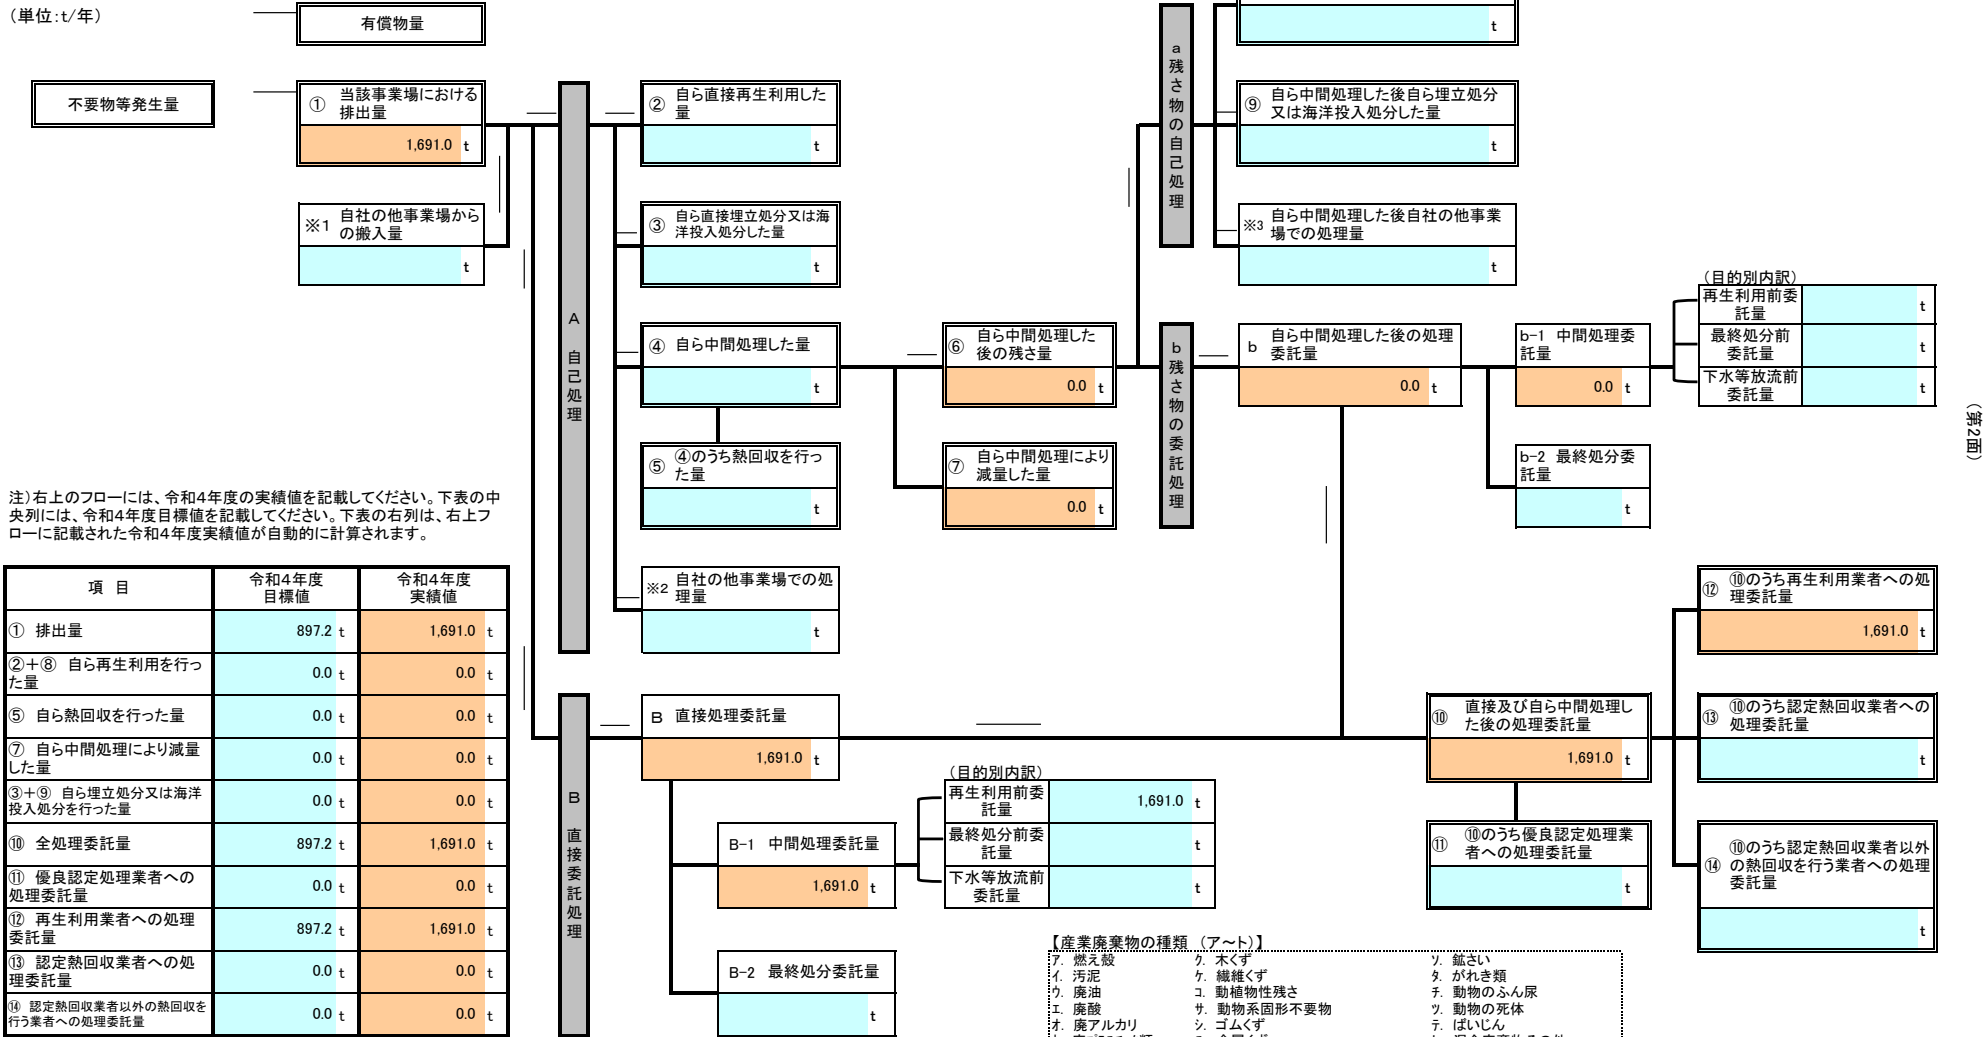 (単位:t/年)
有償物量
t
不要物等発生量
① 当該事業場における
排出量
1,691.0 t
※1 自社の他事業場から
の搬入量
t
A 自己処理
② 自ら直接再生利用した
量
t
③ 自ら直接埋立処分又は海
洋投入処分した量
t
④ 自ら中間処理した量
t
⑤ ④のうち熱回収を行っ
た量
t
※2 自社の他事業場での処
理量
t
⑥ 自ら中間処理した
後の残さ量
0.0 t
⑦ 自ら中間処理により
減量した量
0.0 t
a 残さ物の自己処理
⑨ 自ら中間処理した後自ら埋立処分
又は海洋投入処分した量
t
※3 自ら中間処理した後自社の他事業
場での処理量
t
b 残さ物の委託処理
b 自ら中間処理した後の処理
委託量
0.0 t
b-1 中間処理委
託量
0.0 t
b-2 最終処分委
託量
t
(目的別内訳)
再生利用前委
託量
t
最終処分前
委託量
t
下水等放流前
委託量
t
(第2面)
注)右上のフローには、令和4年度の実績値を記載してください。下表の中
央列には、令和4年度目標値を記載してください。下表の右列は、右上フ
ローに記載された令和4年度実績値が自動的に計算されます。
項 目 令和4年度
目標値 令和4年度
実績値
① 排出量 897.2 t 1,691.0 t
②+⑧ 自ら再生利用を行っ
た量 0.0 t 0.0 t
⑤ 自ら熱回収を行った量 0.0 t 0.0 t
⑦ 自ら中間処理により減量
した量 0.0 t 0.0 t
③+⑨ 自ら埋立処分又は海洋
投入処分を行った量 0.0 t 0.0 t
⑩ 全処理委託量 897.2 t 1,691.0 t
⑪ 優良認定処理業者への
処理委託量 0.0 t 0.0 t
⑫ 再生利用業者への処理
委託量 897.2 t 1,691.0 t
⑬ 認定熱回収業者への処
理委託量 0.0 t 0.0 t
⑭ 認定熱回収業者以外の熱回収を
行う業者への処理委託量 0.0 t 0.0 t
B 直接委託処理
B 直接処理委託量
1,691.0 t
B-1 中間処理委託量
1,691.0 t
B-2 最終処分委託量
t
(目的別内訳)
再生利用前委
託量
1,691.0 t
最終処分前委
託量
t
下水等放流前
委託量
t
⑩ 直接及び自ら中間処理し
た後の処理委託量
1,691.0 t
⑪ ⑩のうち優良認定処理業
者への処理委託量
t
⑫ ⑩のうち再生利用業者への処
理委託量
1,691.0 t
⑬ ⑩のうち認定熱回収業者への
処理委託量
t
⑭ ⑩のうち認定熱回収業者以外
の熱回収を行う業者への処理
委託量
t
【産業廃棄物の種類 (ア~ト)】
ア. 燃え殻 ク. 木くず ソ. 鉱さい
イ. 汚泥 ケ. 繊維くず タ. がれき類
ウ. 廃油 コ. 動植物性残さ チ. 動物のふん尿
エ. 廃酸 サ. 動物系固形不要物 ツ. 動物の死体
オ. 廃アルカリ シ. ゴムくず テ. ばいじん